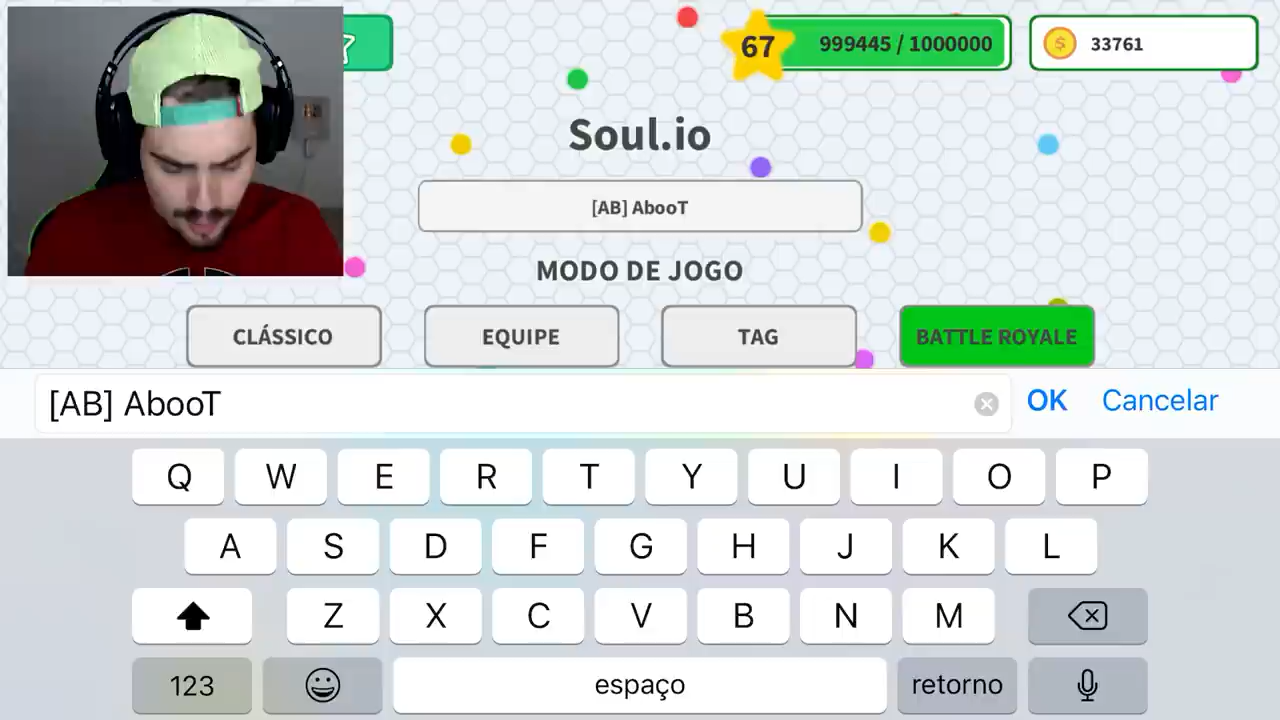 67
999445 / 1000000
33761
Soul.io
[AB] AbooT
MODO DE JOGO
CLÁSSICO
EQUIPE
TAG
BATTLE ROYALE
[AB] AbooT
OK
Cancelar
Q W E R T Y U I O P
A S D F G H J K L
Z X C V B N M
123
espaço
retorno